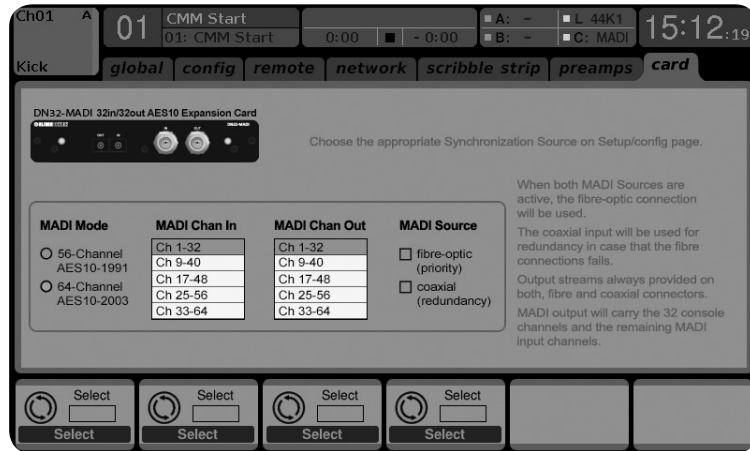 Ch01 A
Kick
01
CMM Start
01: CMM Start
0:00 - 0:00
A: -
B: -
L 44K1
C: MADI
15:12:19
global config remote network scribble strip preamps card
DN32-MADI 32in/32out AES10 Expansion Card
OUT IN
IN OUT
DN32-MADI
Choose the appropriate Synchronization Source on Setup/config page.
MADI Mode
56-Channel
AES10-1991
64-Channel
AES10-2003
MADI Chan In
Ch 1-32
Ch 9-40
Ch 17-48
Ch 25-56
Ch 33-64
MADI Chan Out
Ch 1-32
Ch 9-40
Ch 17-48
Ch 25-56
Ch 33-64
MADI Source
fibre-optic
(priority)
coaxial
(redundancy)
When both MADI Sources are
active, the fibre-optic connection
will be used.
The coaxial input will be used for
redundancy in case that the fibre
connections fails.
Output streams always provided on
both, fibre and coaxial connectors.
MADI output will carry the 32 console
channels and the remaining MADI
input channels.
Select
Select
Select
Select
Select
Select
Select
Select